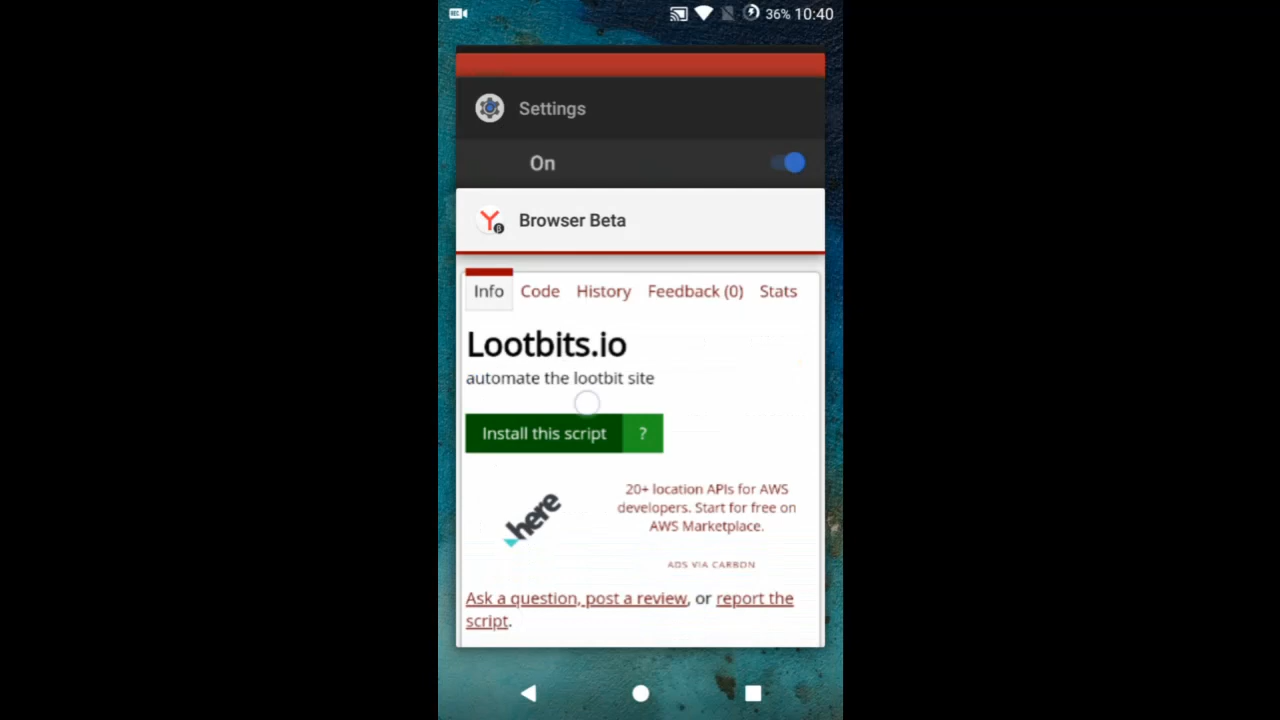 REC
36% 10:40
Settings
On
Browser Beta
Info Code History Feedback (0) Stats
Lootbits.io
automate the lootbit site
Install this script ?
here
20+ location APIs for AWS
developers. Start for free on
AWS Marketplace.
ADS VIA CARBON
Ask a question, post a review, or report the
script.